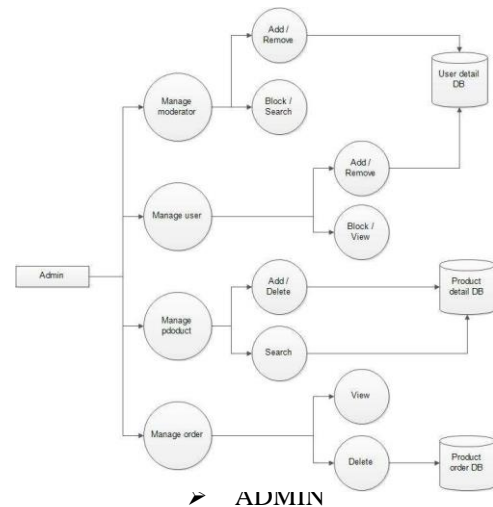 Add /
Remove
User detail
DB
Manage
moderator
Block /
Search
Add /
Remove
Manage user
Block /
View
Admin
Add /
Delete
Product
detail DB
Manage
pdoduct
Search
View
Manage order
Delete
Product
order DB
➢ ADMIN